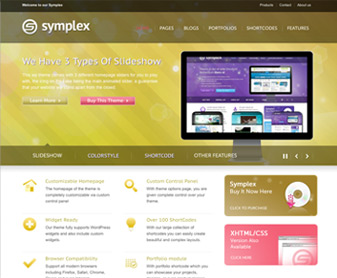 Welcome to our Symplex
Products About us Contact us
symplex
PAGES BLOGS PORTFOLIOS SHORTCODES FEATURES
We Have 3 Types Of Slideshow.
Learn More
Buy This Theme
SLIDESHOW COLORSTYLE SHORTCODE OTHER FEATURES
Customizable Homepage
The homepage of the theme is completely customizable via custom control panel
Custom Control Panel
With theme options page, you are given complete control over your theme
Widget Ready
Our theme fully supports WordPress widgets and also include custom widgets
Over 100 ShortCodes
With our large collection of shortcodes you can easily create beautiful and complex layouts
Browser Compatibility
Support all modern browsers including Firefox, Safari, Chrome,
Portfolio module
With portfolio shortcode which you can showcase your projects,
Symplex
Buy It Now Here
CLICK TO PURCHASE
XHTML/CSS
Version Also
Available
CLICK TO VIEW HERE